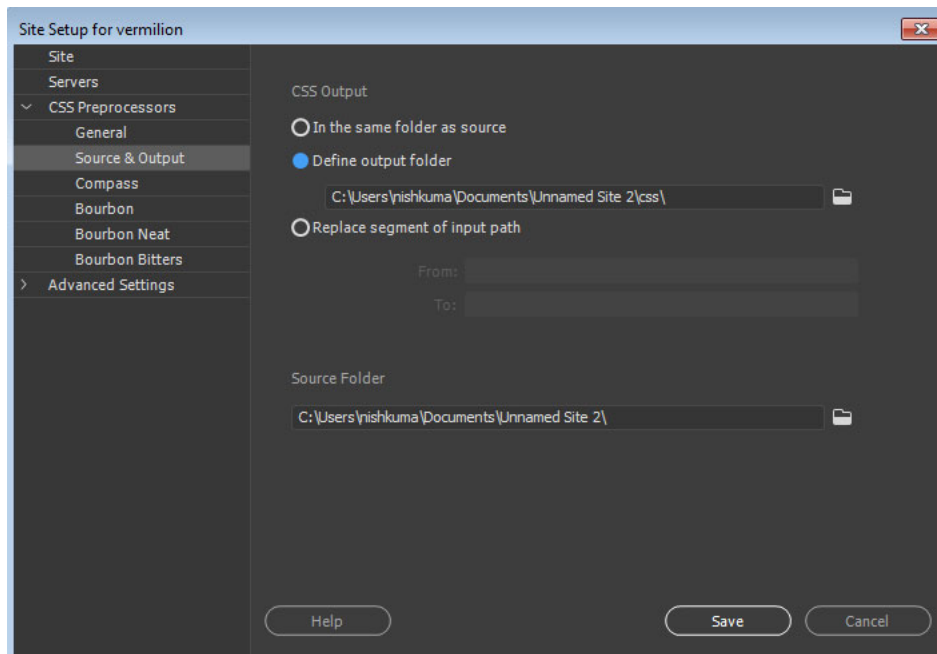 Site Setup for vermilion
Site
Servers
CSS Preprocessors
General
Source & Output
Compass
Bourbon
Bourbon Neat
Bourbon Bitters
Advanced Settings
CSS Output
In the same folder as source
Define output folder
C:\Users\nishkuma\Documents\Unnamed Site 2\css\
Replace segment of input path
From:
To:
Source Folder
C:\Users\nishkuma\Documents\Unnamed Site 2\
Help
Save
Cancel